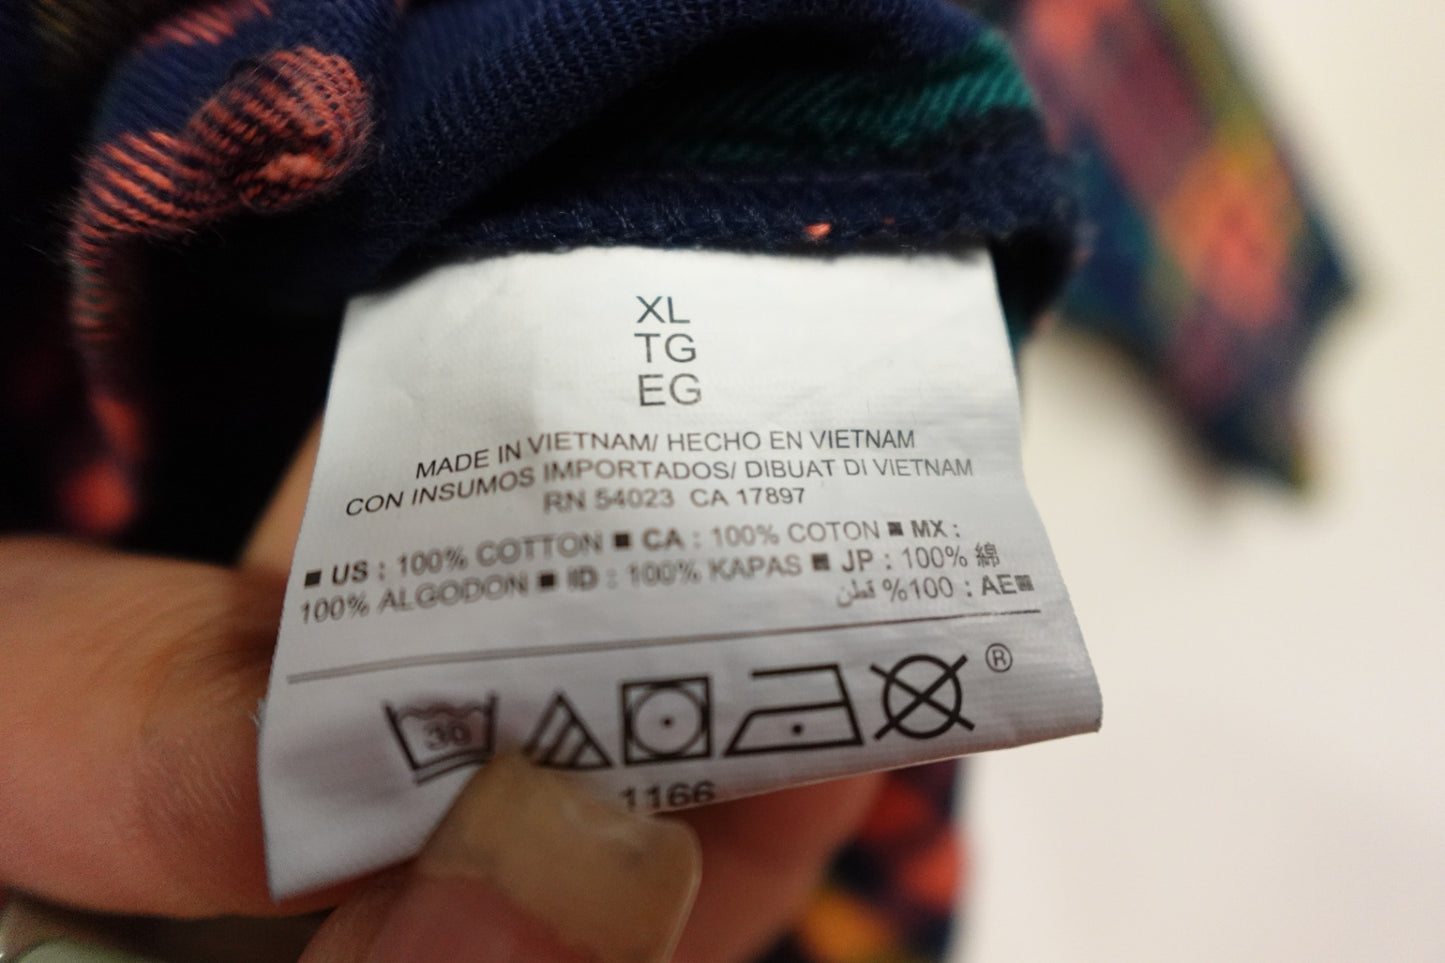 XL
TG
EG
MADE IN VIETNAM/ HECHO EN VIETNAM
CON INSUMOS IMPORTADOS/ DIBUAT DI VIETNAM
RN 54023 CA 17897
■ US : 100% COTTON ■ CA : 100% COTON ■ MX :
100% ALGODON ■ ID : 100% KAPAS ■ JP : 100% 綿
■AE : 100% قطن
30
®
1166